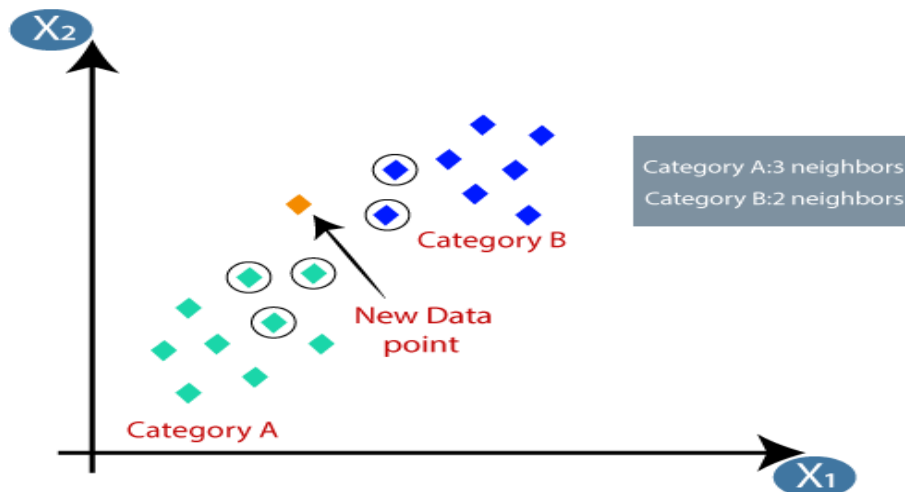 X₂
Category A:3 neighbors
Category B:2 neighbors
Category B
New Data
point
Category A
X₁